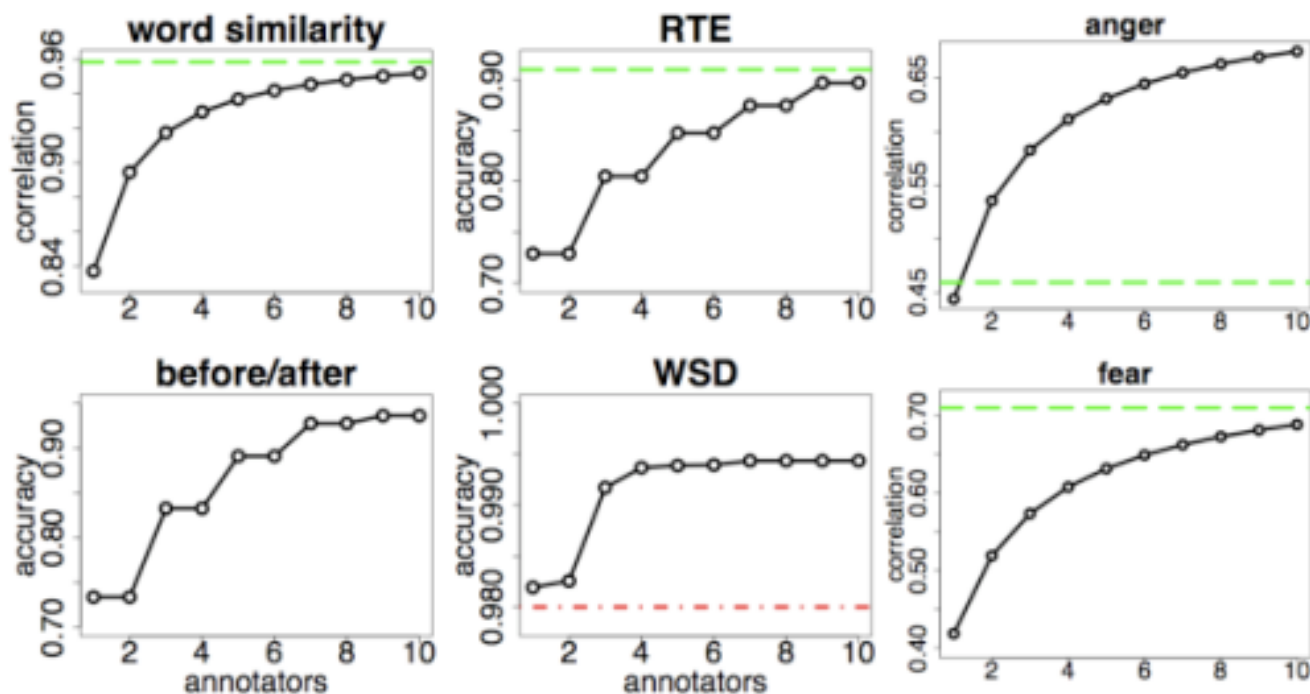 word similarity
correlation
0.96
0.90
0.84
2 4 6 8 10
RTE
accuracy
0.90
0.80
0.70
2 4 6 8 10
anger
correlation
0.65
0.55
0.45
2 4 6 8 10
before/after
accuracy
0.90
0.80
0.70
2 4 6 8 10
annotators
WSD
accuracy
1.000
0.990
0.980
2 4 6 8 10
annotators
fear
correlation
0.70
0.60
0.50
0.40
2 4 6 8 10